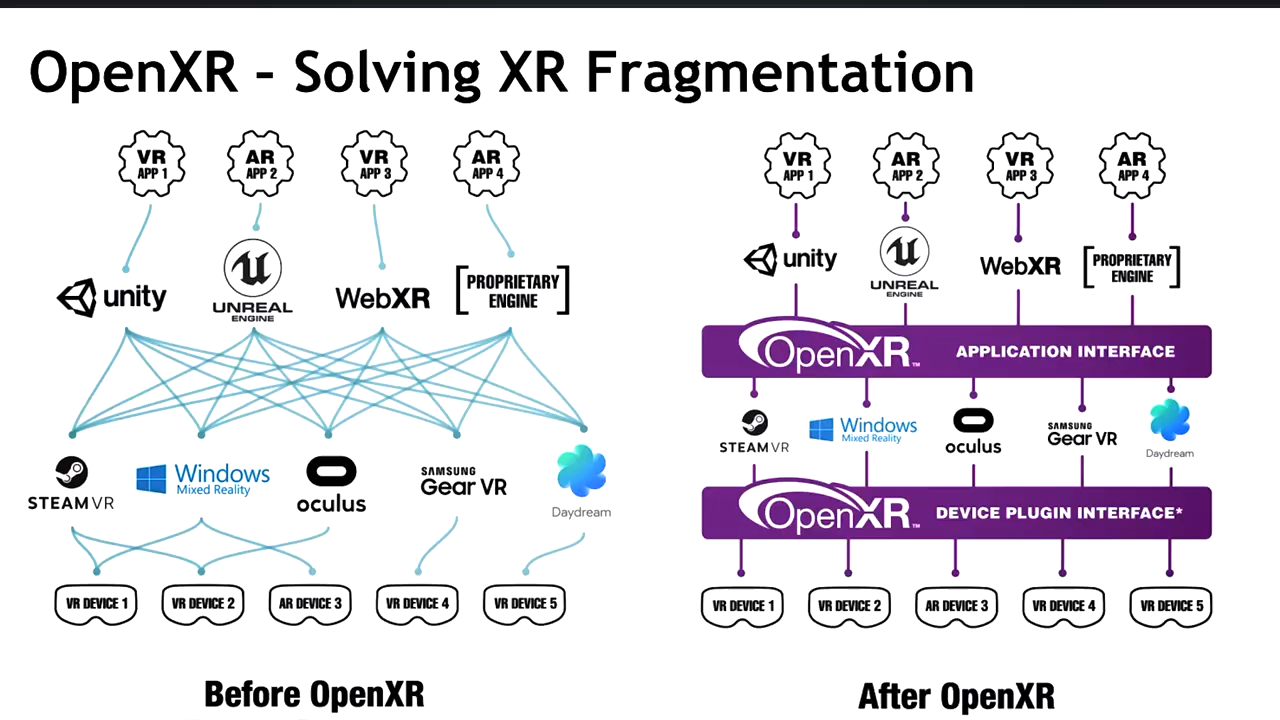 OpenXR - Solving XR Fragmentation
VR
APP 1
AR
APP 2
VR
APP 3
AR
APP 4
unity
UNREAL
ENGINE
WebXR
PROPRIETARY
ENGINE
STEAMVR
Windows
Mixed Reality
oculus
SAMSUNG
Gear VR
Daydream
VR DEVICE 1
VR DEVICE 2
AR DEVICE 3
VR DEVICE 4
VR DEVICE 5
Before OpenXR
VR
APP 1
AR
APP 2
VR
APP 3
AR
APP 4
unity
UNREAL
ENGINE
WebXR
PROPRIETARY
ENGINE
OpenXR™ APPLICATION INTERFACE
STEAMVR
Windows
Mixed Reality
oculus
SAMSUNG
Gear VR
Daydream
OpenXR™ DEVICE PLUGIN INTERFACE*
VR DEVICE 1
VR DEVICE 2
AR DEVICE 3
VR DEVICE 4
VR DEVICE 5
After OpenXR